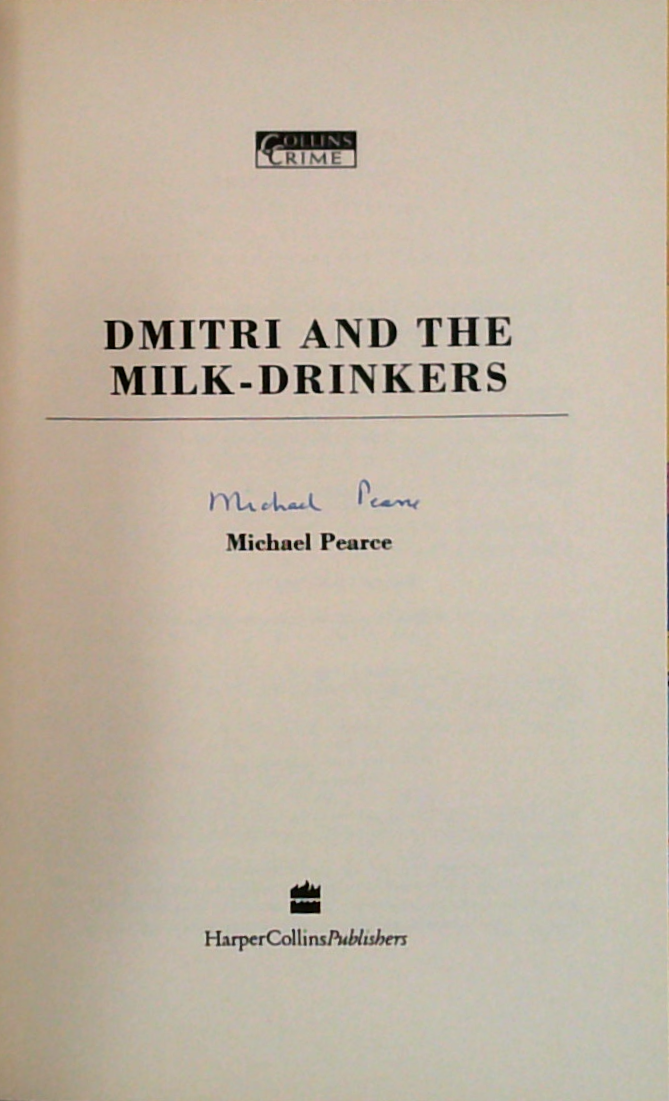 COLLINS
CRIME
DMITRI AND THE
MILK-DRINKERS
Michael Pearce
Michael Pearce
HarperCollinsPublishers